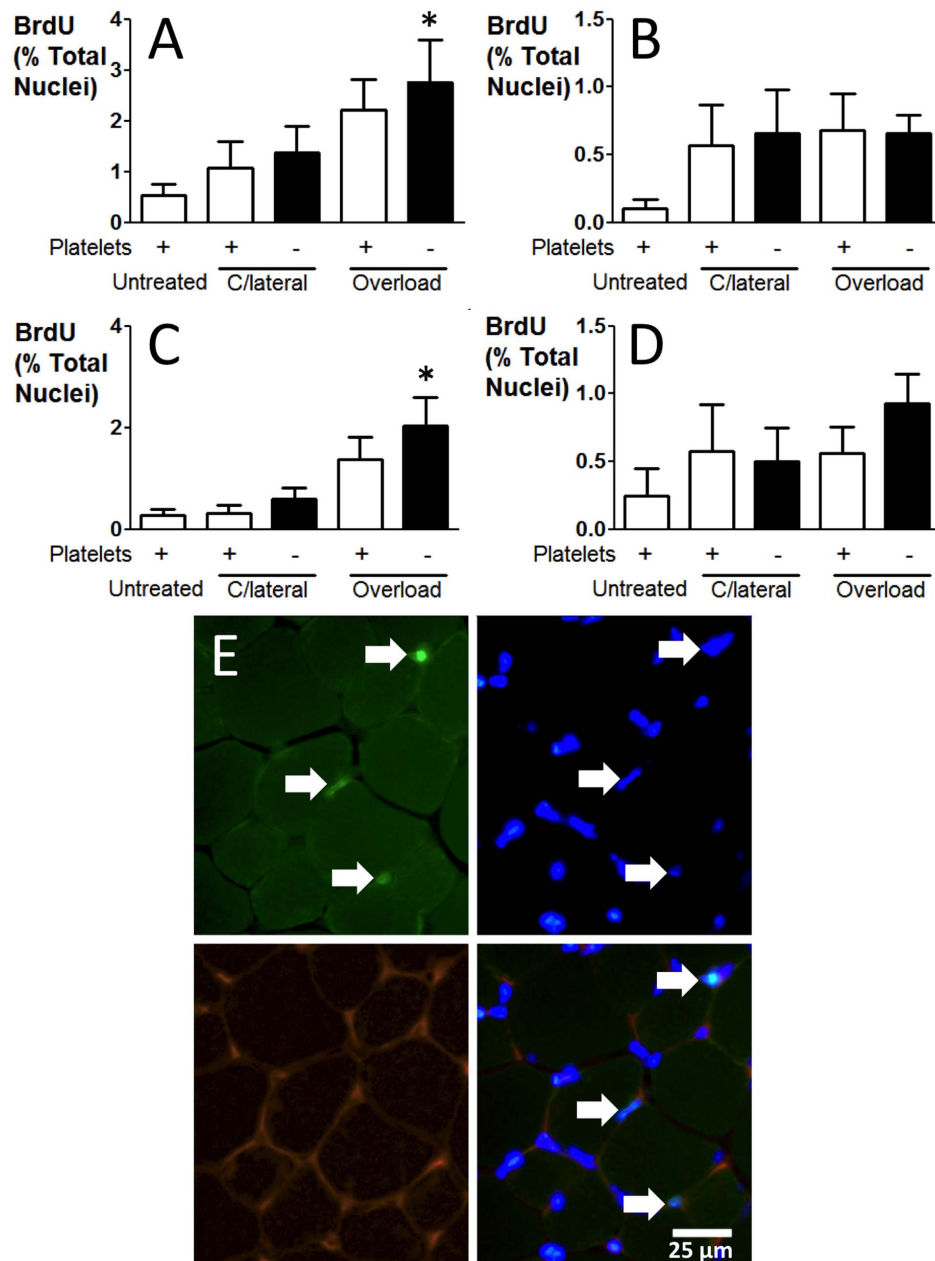 A
BrdU
(% Total
Nuclei)
4
3
2
1
0
*
Platelets + + - + -
Untreated C/lateral Overload
B
BrdU
(% Total
Nuclei)
1.5
1.0
0.5
0.0
Platelets + + - + -
Untreated C/lateral Overload
C
BrdU
(% Total
Nuclei)
4
2
0
*
Platelets + + - + -
Untreated C/lateral Overload
D
BrdU
(% Total
Nuclei)
1.5
1.0
0.5
0.0
Platelets + + - + -
Untreated C/lateral Overload
E
25 µm